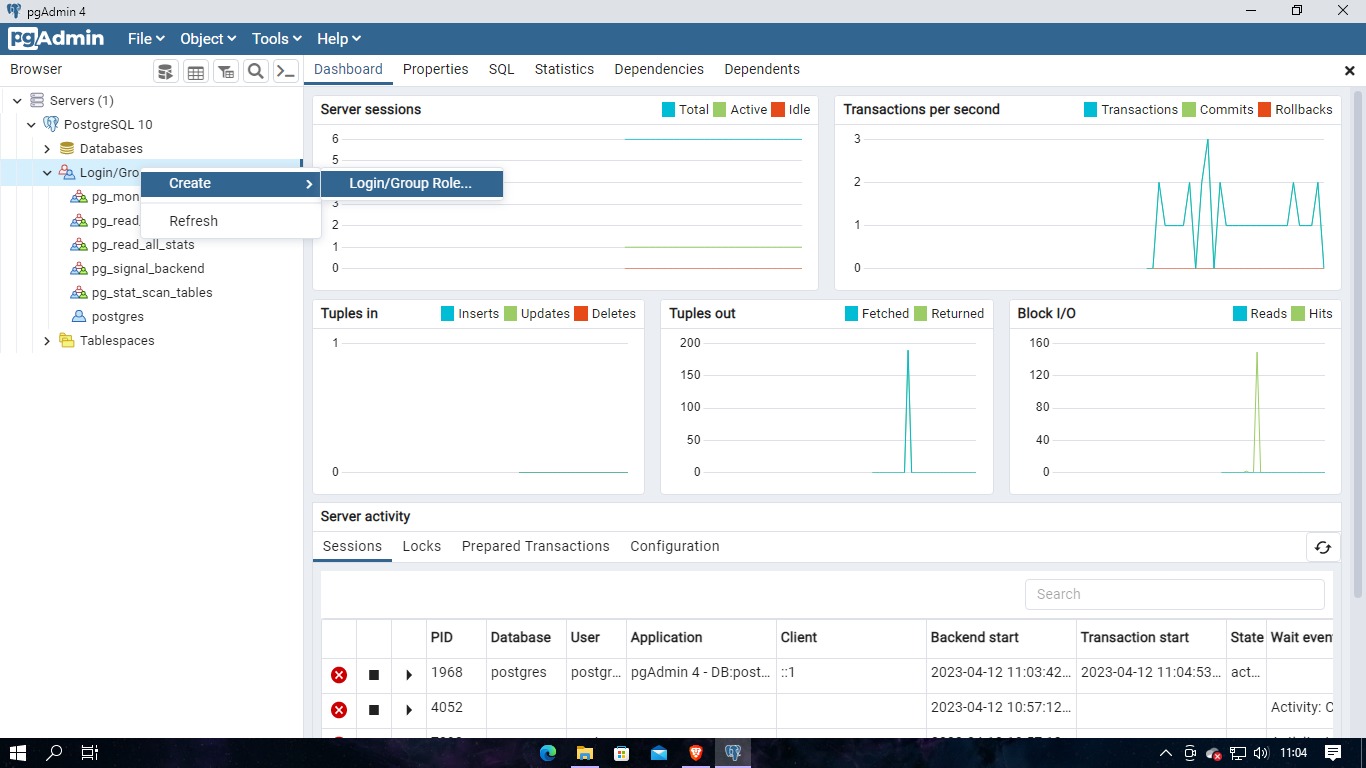 pgAdmin 4
pgAdmin
File
Object
Tools
Help
Browser
Dashboard
Properties
SQL
Statistics
Dependencies
Dependents
Servers (1)
PostgreSQL 10
Databases
Login/Gro
pg_mon
pg_read_
pg_read_all_stats
pg_signal_backend
pg_stat_scan_tables
postgres
Tablespaces
Create
Refresh
Login/Group Role...
Server sessions
Total
Active
Idle
6
5
3
2
1
0
Transactions per second
Transactions
Commits
Rollbacks
3
2
1
0
Tuples in
Inserts
Updates
Deletes
1
0
Tuples out
Fetched
Returned
200
150
100
50
0
Block I/O
Reads
Hits
160
120
80
40
0
Server activity
Sessions
Locks
Prepared Transactions
Configuration
Search
PID Database User Application Client Backend start Transaction start State Wait even
1968 postgres postgr... pgAdmin 4 - DB:post... ::1 2023-04-12 11:03:42... 2023-04-12 11:04:53... act...
4052 2023-04-12 10:57:12... Activity: C
11:04